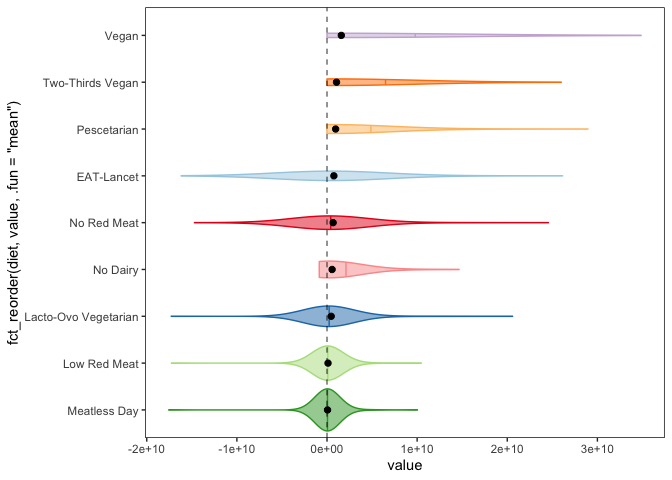 fct_reorder(diet, value, .fun = "mean")
Vegan
Two-Thirds Vegan
Pescetarian
EAT-Lancet
No Red Meat
No Dairy
Lacto-Ovo Vegetarian
Low Red Meat
Meatless Day
-2e+10 -1e+10 0e+00 1e+10 2e+10 3e+10
value